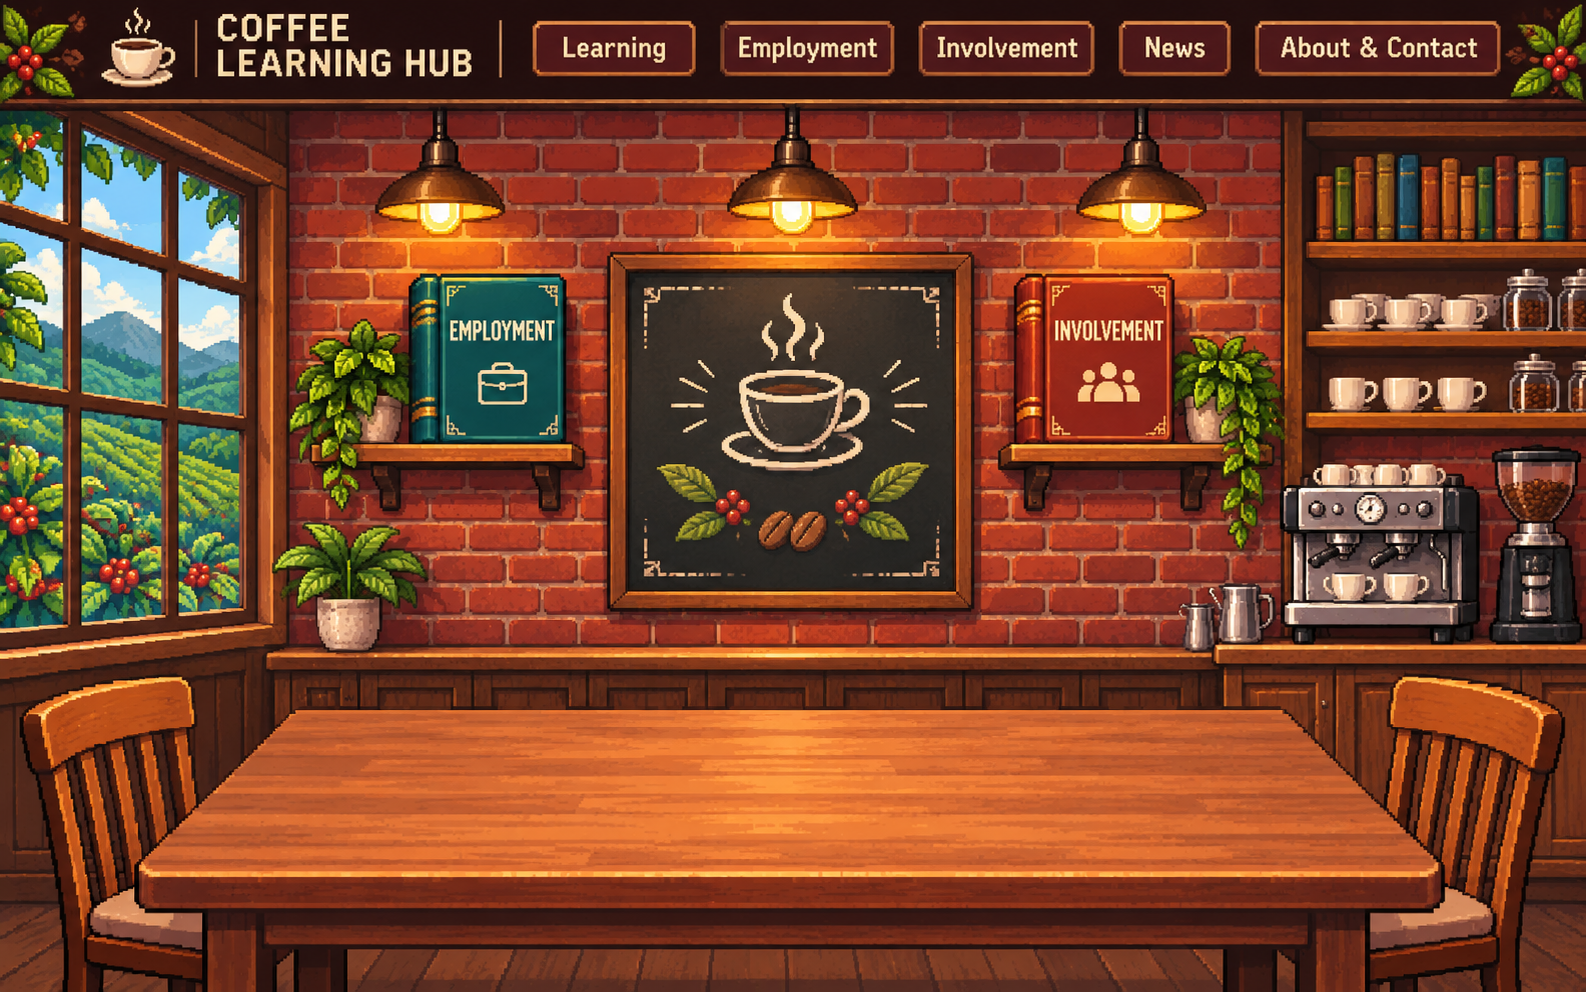 COFFEE
LEARNING HUB
Learning
Employment
Involvement
News
About & Contact
EMPLOYMENT
INVOLVEMENT